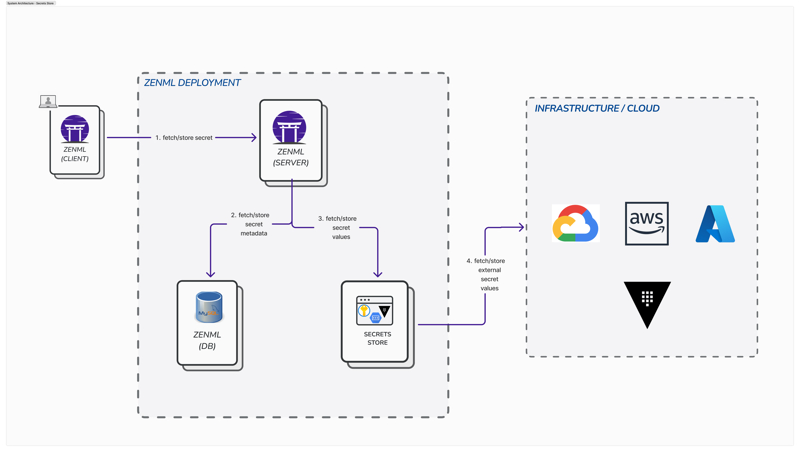 System Architecture - Secrets Store
ZENML DEPLOYMENT
INFRASTRUCTURE / CLOUD
ZENML
(CLIENT)
1. fetch/store secret
ZENML
(SERVER)
2. fetch/store
secret
metadata
3. fetch/store
secret
values
aws
4. fetch/store
external
secret
values
ZENML
(DB)
SECRETS
STORE